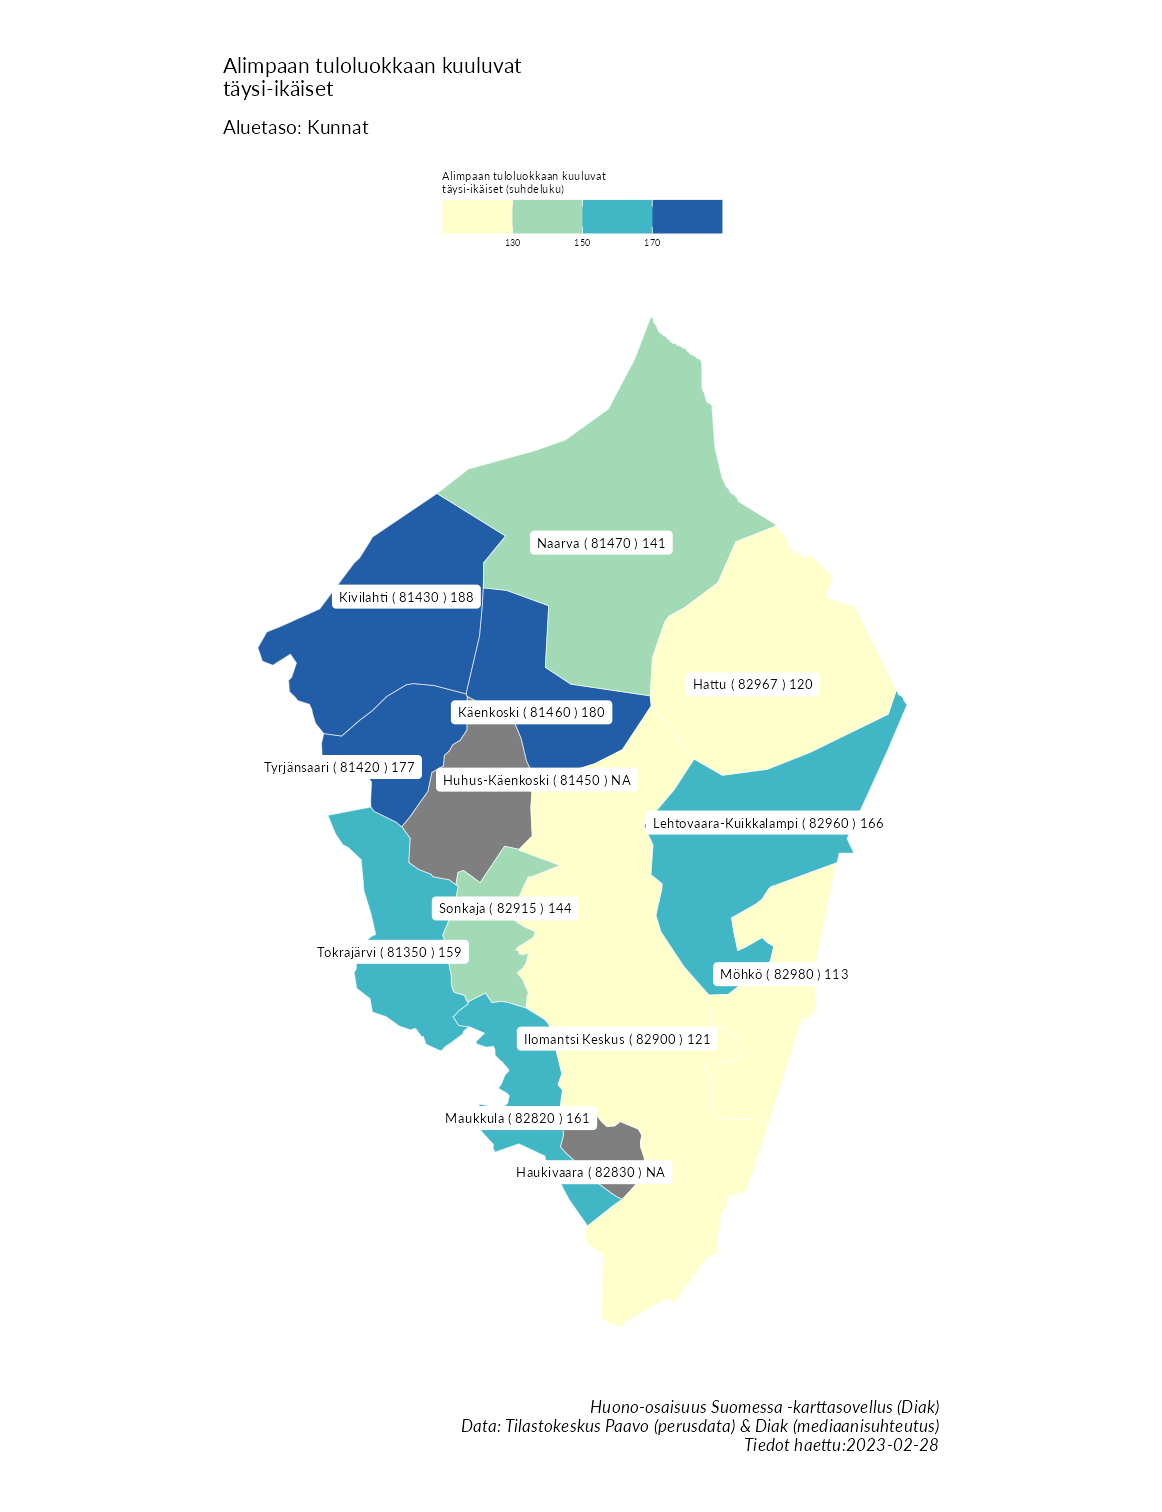 Alimpaan tuloluokkaan kuuluvat
täysi-ikäiset
Aluetaso: Kunnat
Alimpaan tuloluokkaan kuuluvat
täysi-ikäiset (suhdeluku)
130 150 170
Naarva ( 81470 ) 141
Kivilahti ( 81430 ) 188
Hattu ( 82967 ) 120
Käenkoski ( 81460 ) 180
Tyrjänsaari ( 81420 ) 177
Huhus-Käenkoski ( 81450 ) NA
Lehtovaara-Kuikkalampi ( 82960 ) 166
Sonkaja ( 82915 ) 144
Tokrajärvi ( 81350 ) 159
Möhkö ( 82980 ) 113
Ilomantsi Keskus ( 82900 ) 121
Maukkula ( 82820 ) 161
Haukivaara ( 82830 ) NA
Huono-osaisuus Suomessa -karttasovellus (Diak)
Data: Tilastokeskus Paavo (perusdata) & Diak (mediaanisuhteutus)
Tiedot haettu:2023-02-28